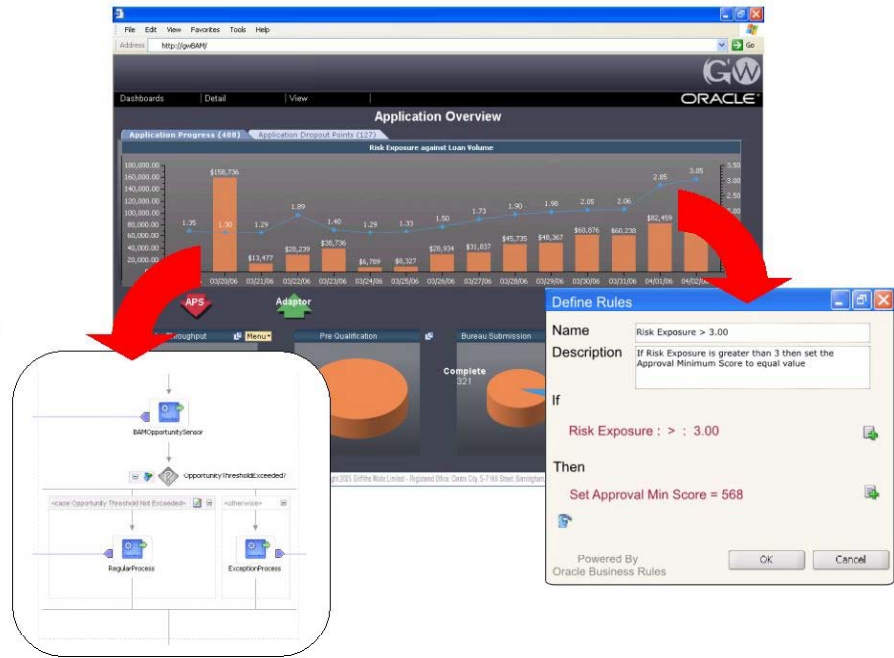 File Edit View Favorites Tools Help
Address http://gwBAM/ Go
GW
Dashboards Detail View ORACLE
Application Overview
Application Progress (408) Application Dropout Points (127)
Risk Exposure against Loan Volume
180,000.00
160,000.00
140,000.00
120,000.00
100,000.00
80,000.00
60,000.00
40,000.00
20,000.00
$158,736 $13,477 $28,239 $38,736 $6,789 $8,327 $28,934 $31,837 $45,735 $48,367 $60,876 $60,238 $82,459
1.35 1.30 1.29 1.89 1.40 1.29 1.33 1.50 1.73 1.90 1.98 2.05 2.06 2.85 3.05
3.50
3.00
2.50
03/20/06 03/21/06 03/22/06 03/23/06 03/24/06 03/25/06 03/26/06 03/27/06 03/28/06 03/29/06 03/30/06 03/31/06 04/01/06
APS Adaptor
Menu Pre Qualification Bureau Submission
Complete
321
BAMOpportunitySensor
OpportunityThresholdExceeded?
<case Opportunity Threshold Not Exceeded> <otherwise>
RegularProcess ExceptionProcess
Define Rules
Name Risk Exposure > 3.00
Description If Risk Exposure is greater than 3 then set the
Approval Minimum Score to equal value
If
Risk Exposure : > : 3.00
Then
Set Approval Min Score = 568
Powered By
Oracle Business Rules
OK Cancel